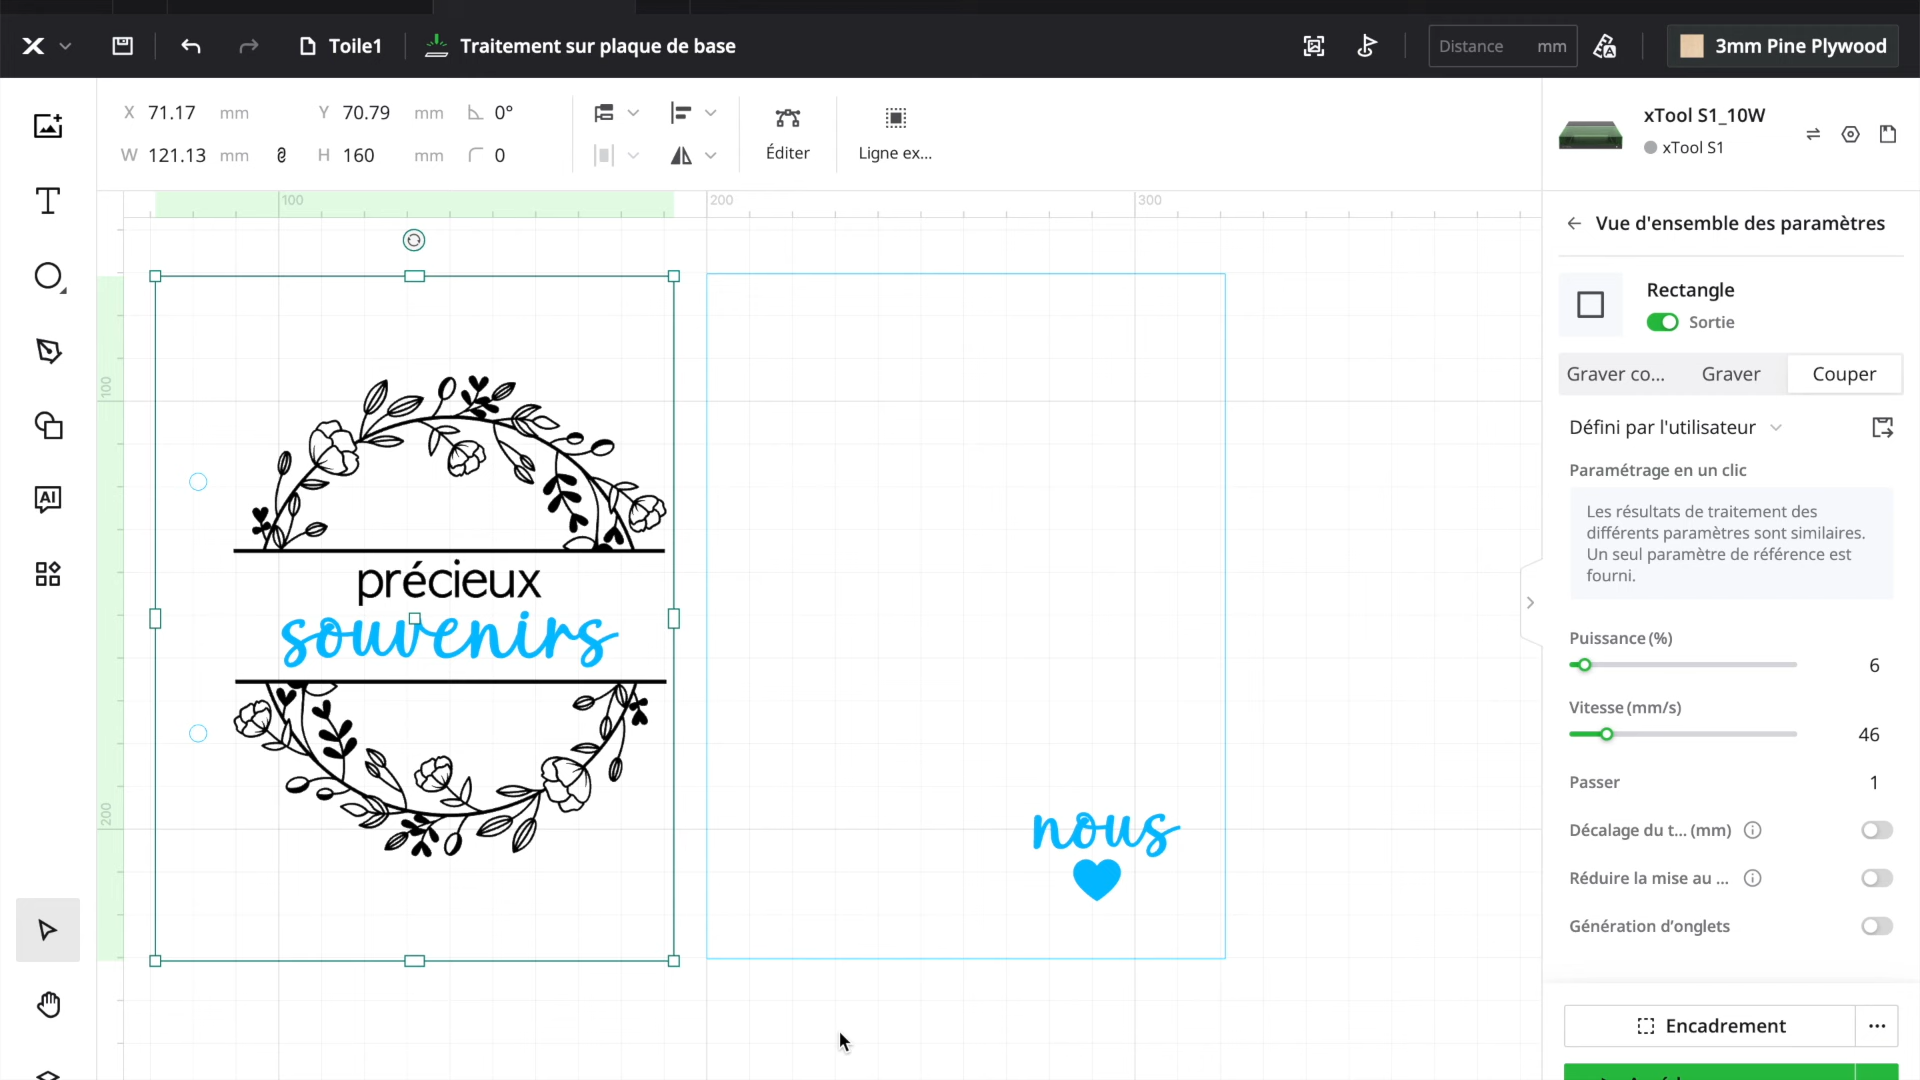 Toile1
Traitement sur plaque de base
Distance mm
3mm Pine Plywood
X 71.17 mm Y 70.79 mm 0°
W 121.13 mm H 160 mm 0
Éditer
Ligne ex...
xTool S1_10W
xTool S1
100 200 300
Vue d'ensemble des paramètres
Rectangle
Sortie
Graver co... Graver Couper
Défini par l'utilisateur
Paramétrage en un clic
Les résultats de traitement des
différents paramètres sont similaires.
Un seul paramètre de référence est
fourni.
Puissance (%)
6
Vitesse (mm/s)
46
Passer 1
Décalage du t... (mm)
Réduire la mise au ...
Génération d’onglets
Encadrement
100
200
précieux
souvenirs
nous
AI